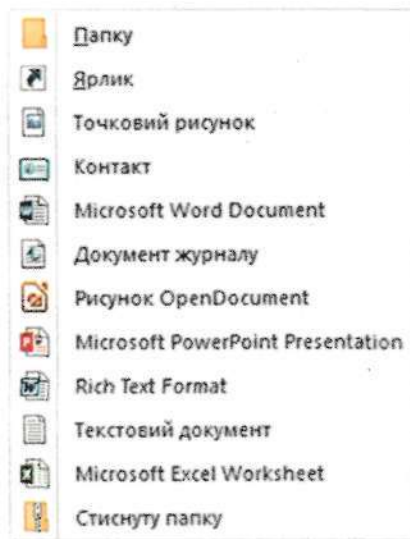 Папку
Ярлик
Точковий рисунок
Контакт
Microsoft Word Document
Документ журналу
Рисунок OpenDocument
Microsoft PowerPoint Presentation
Rich Text Format
Текстовий документ
Microsoft Excel Worksheet
Стиснуту папку